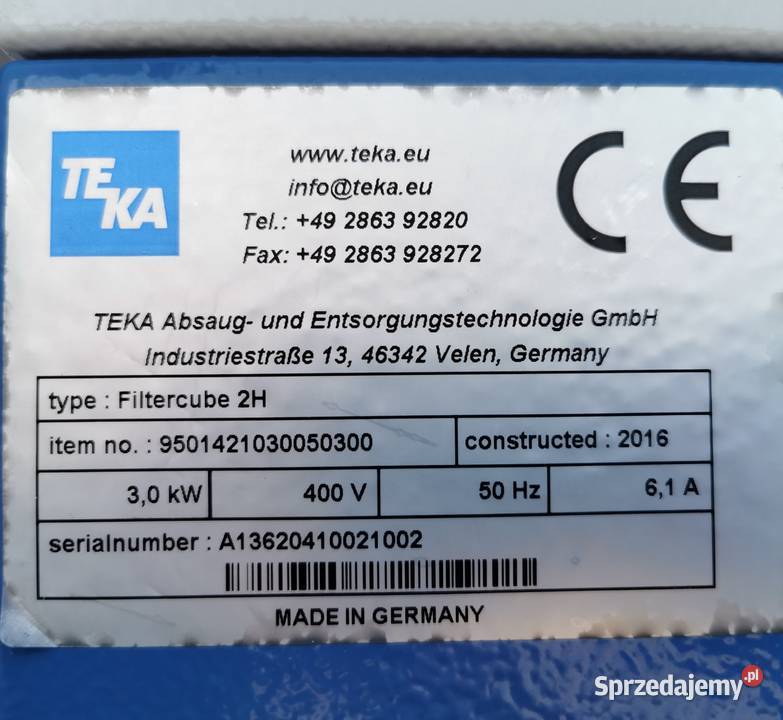 TEKA
www.teka.eu
info@teka.eu
Tel.: +49 2863 92820
Fax: +49 2863 928272
CE
TEKA Absaug- und Entsorgungstechnologie GmbH
Industriestraße 13, 46342 Velen, Germany
type : Filtercube 2H
item no. : 9501421030050300 constructed : 2016
3,0 kW 400 V 50 Hz 6,1 A
serialnumber : A13620410021002
MADE IN GERMANY
Sprzedajemy.pl